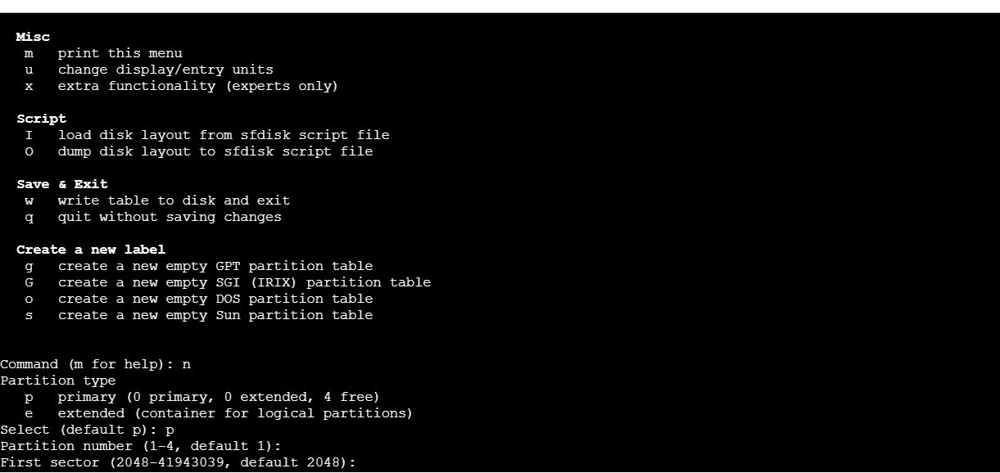 Misc
m   print this menu
u   change display/entry units
x   extra functionality (experts only)
Script
I   load disk layout from sfdisk script file
O   dump disk layout to sfdisk script file
Save & Exit
w   write table to disk and exit
q   quit without saving changes
Create a new label
g   create a new empty GPT partition table
G   create a new empty SGI (IRIX) partition table
o   create a new empty DOS partition table
s   create a new empty Sun partition table
Command (m for help): n
Partition type
p   primary (0 primary, 0 extended, 4 free)
e   extended (container for logical partitions)
Select (default p): p
Partition number (1-4, default 1):
First sector (2048-41943039, default 2048):